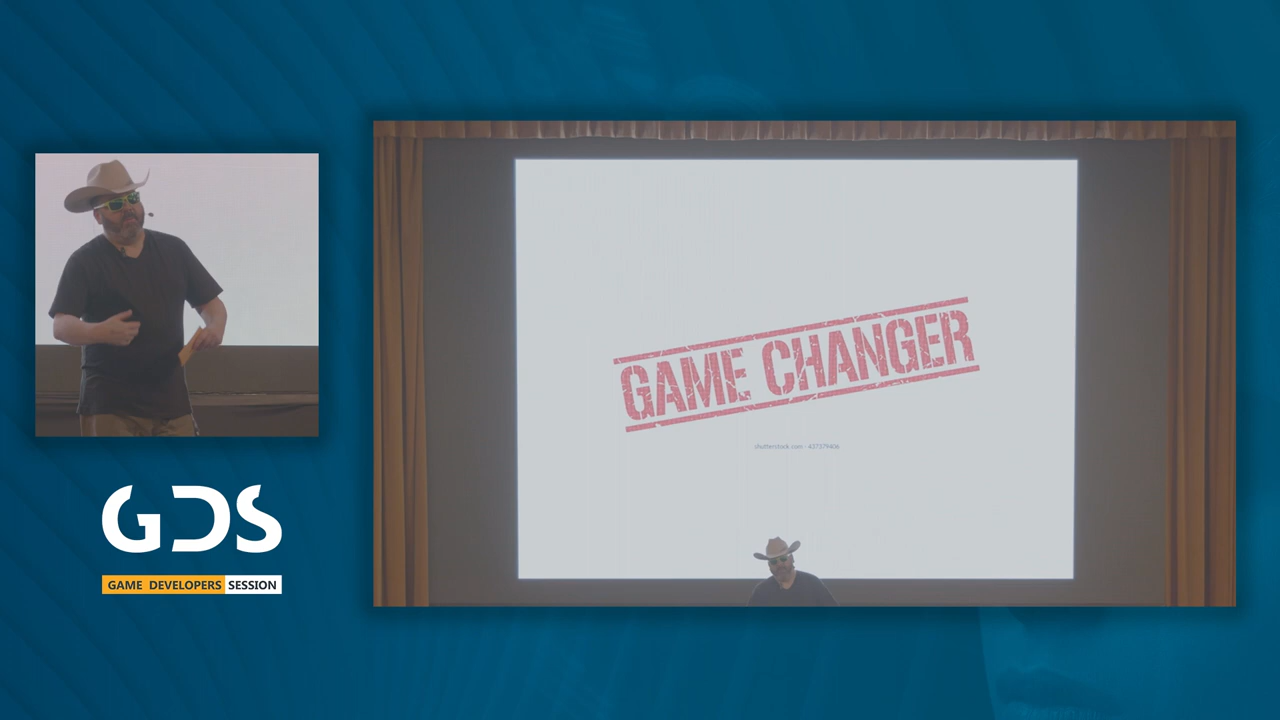 GDS
GAME DEVELOPERS SESSION
GAME CHANGER
shutterstock.com · 437379406